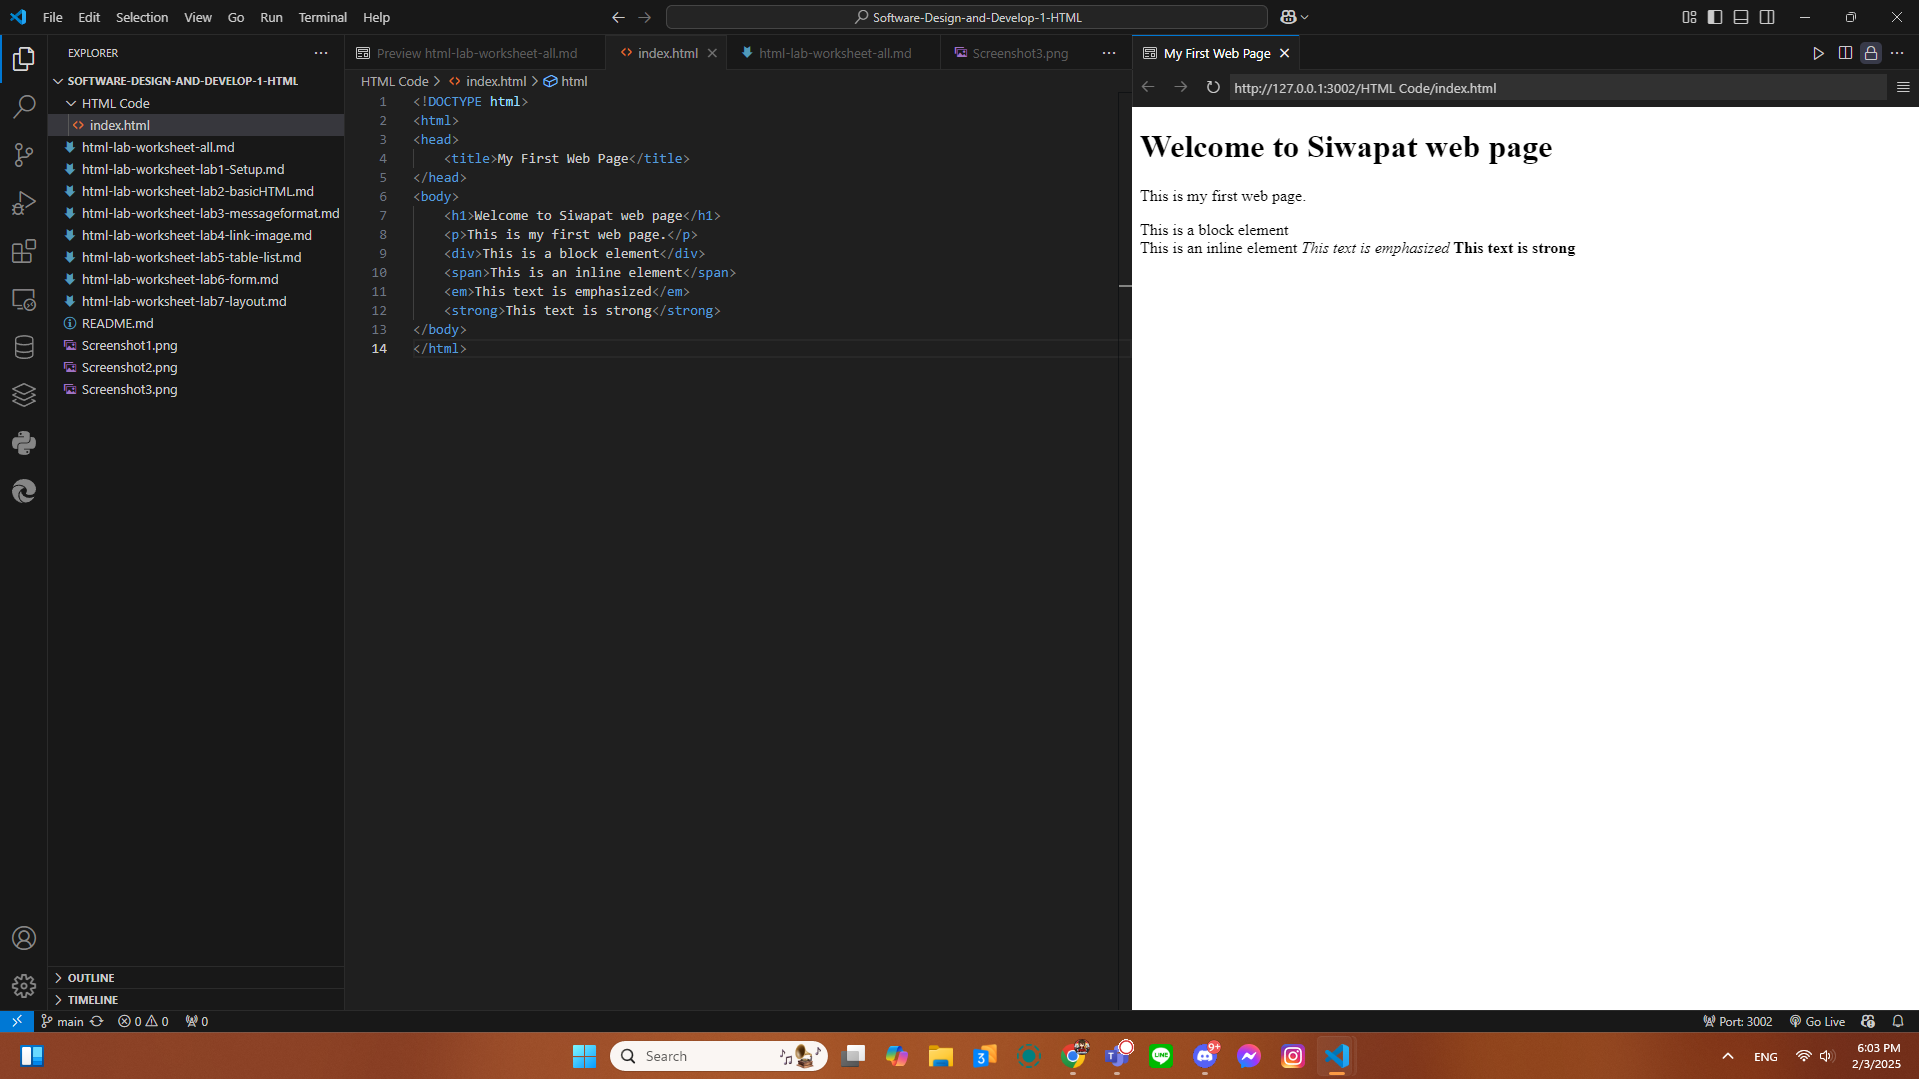 File Edit Selection View Go Run Terminal Help
Software-Design-and-Develop-1-HTML
EXPLORER
SOFTWARE-DESIGN-AND-DEVELOP-1-HTML
HTML Code
index.html
html-lab-worksheet-all.md
html-lab-worksheet-lab1-Setup.md
html-lab-worksheet-lab2-basicHTML.md
html-lab-worksheet-lab3-messageformat.md
html-lab-worksheet-lab4-link-image.md
html-lab-worksheet-lab5-table-list.md
html-lab-worksheet-lab6-form.md
html-lab-worksheet-lab7-layout.md
README.md
Screenshot1.png
Screenshot2.png
Screenshot3.png
OUTLINE
TIMELINE
Preview html-lab-worksheet-all.md
index.html
html-lab-worksheet-all.md
Screenshot3.png
HTML Code > index.html > html
1 <!DOCTYPE html>
2 <html>
3 <head>
4 <title>My First Web Page</title>
5 </head>
6 <body>
7 <h1>Welcome to Siwapat web page</h1>
8 <p>This is my first web page.</p>
9 <div>This is a block element</div>
10 <span>This is an inline element</span>
11 <em>This text is emphasized</em>
12 <strong>This text is strong</strong>
13 </body>
14 </html>
My First Web Page
http://127.0.0.1:3002/HTML Code/index.html
Welcome to Siwapat web page
This is my first web page.
This is a block element
This is an inline element This text is emphasized This text is strong
main 0 0 0
Port: 3002 Go Live
Search
3
T
LINE
9+
ENG
6:03 PM
2/3/2025